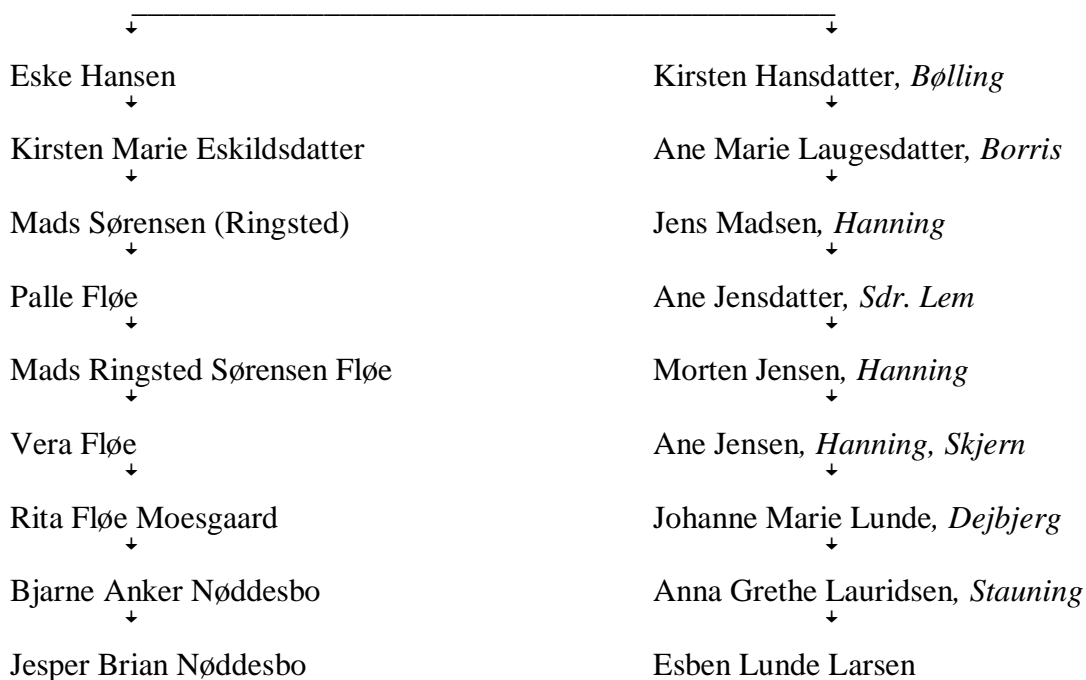 Eske Hansen Kirsten Hansdatter, Bølling
Kirsten Marie Eskildsdatter Ane Marie Laugesdatter, Borris
Mads Sørensen (Ringsted) Jens Madsen, Hanning
Palle Fløe Ane Jensdatter, Sdr. Lem
Mads Ringsted Sørensen Fløe Morten Jensen, Hanning
Vera Fløe Ane Jensen, Hanning, Skjern
Rita Fløe Moesgaard Johanne Marie Lunde, Dejbjerg
Bjarne Anker Nøddesbo Anna Grethe Lauridsen, Stauning
Jesper Brian Nøddesbo Esben Lunde Larsen